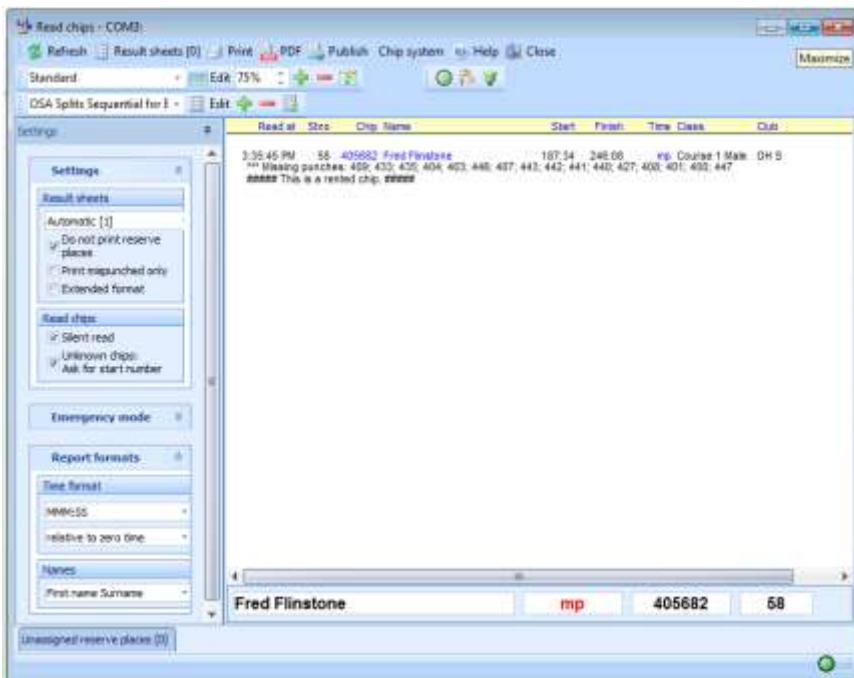 Read chips - COM3:
Refresh Result sheets [0] Print PDF Publish Chip system Help Close
Maximize
Standard Edit 75%
OSA Splits Sequential for E Edit
Settings
Read at Stno Chip Name Start Finish Time Class Club
3:35:45 PM 58 405682 Fred Flinstone 187:34 246:08 mp Course 1 Male OH S
*** Missing punches: 409; 433; 435; 404; 403; 446; 407; 443; 442; 441; 440; 427; 408; 401; 400; 447
##### This is a rented chip. #####
Settings
Result sheets
Automatic [1]
Do not print reserve
places
Print mispunched only
Extended format
Read chips
Silent read
Unknown chips:
Ask for start number
Emergency mode
Report formats
Time format
MMM:SS
relative to zero time
Names
First name Surname
Fred Flinstone mp 405682 58
Unassigned reserve places [0]